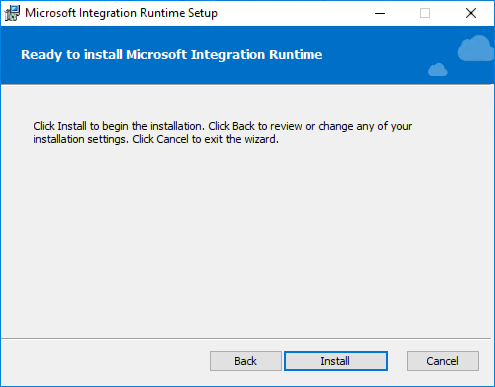 Microsoft Integration Runtime Setup
Ready to install Microsoft Integration Runtime
Click Install to begin the installation. Click Back to review or change any of your
installation settings. Click Cancel to exit the wizard.
Back Install Cancel